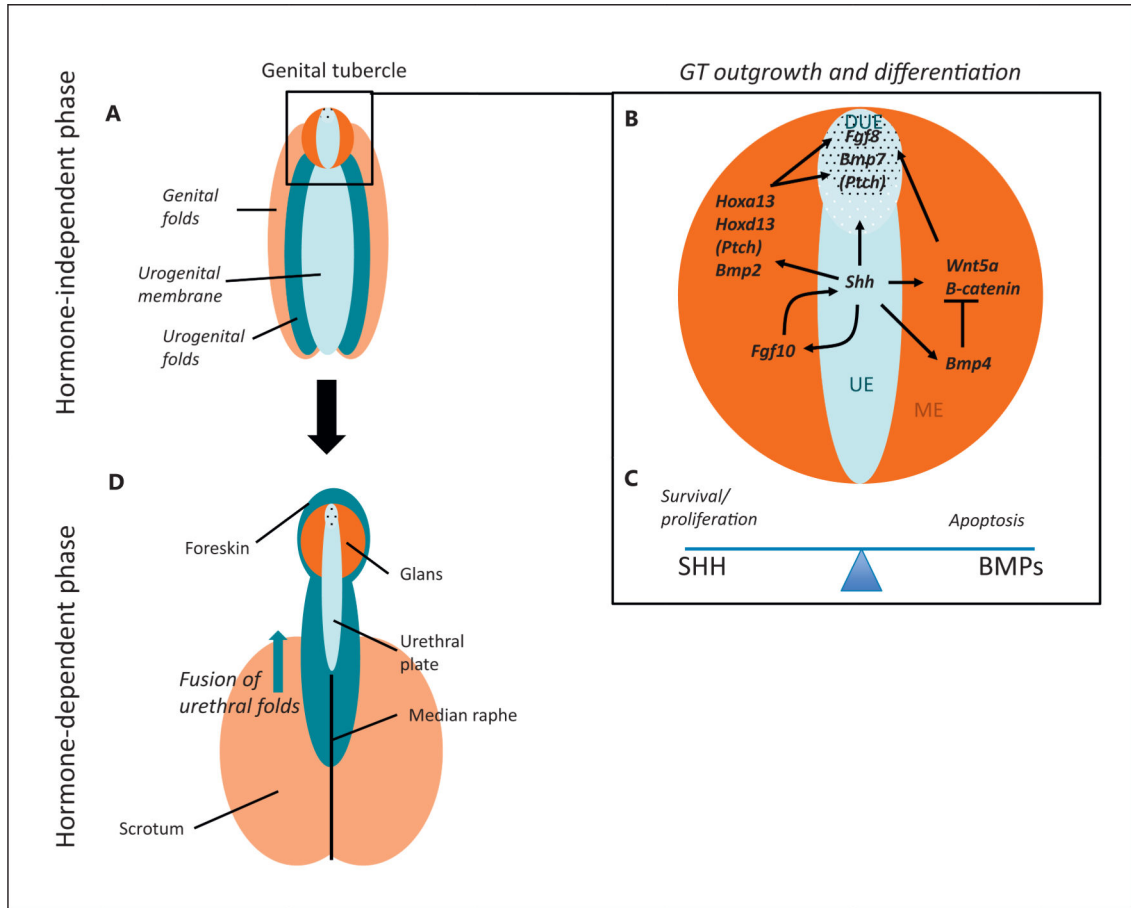 Hormone-independent phase
Genital tubercle
A
Genital
folds
Urogenital
membrane
Urogenital
folds
GT outgrowth and differentiation
B
DUE
Fgf8
Bmp7
(Ptch)
Hoxa13
Hoxd13
(Ptch)
Bmp2
Shh
Wnt5a
B-catenin
Fgf10
Bmp4
UE
ME
C
Survival/
proliferation
Apoptosis
SHH
BMPs
Hormone-dependent phase
D
Foreskin
Glans
Urethral
plate
Fusion of
urethral folds
Median raphe
Scrotum